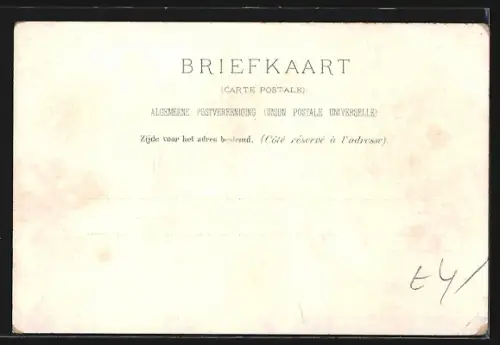 BRIEFKAART
(CARTE POSTALE)
ALGEMEENE POSTVEREENIGING (UNION POSTALE UNIVERSELLE)
Zijde voor het adres bestemd. (Côté réservé à l'adresse)